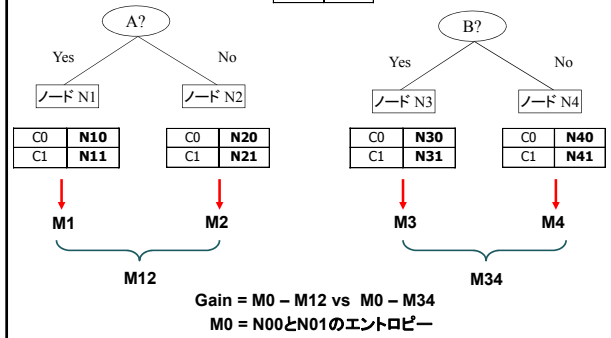 A? B?
Yes No Yes No
ノード N1 ノード N2 ノード N3 ノード N4
C0 N10 C0 N20 C0 N30 C0 N40
C1 N11 C1 N21 C1 N31 C1 N41
M1 M2 M3 M4
M12 M34
Gain = M0 – M12 vs M0 – M34
M0 = N00とN01のエントロピー